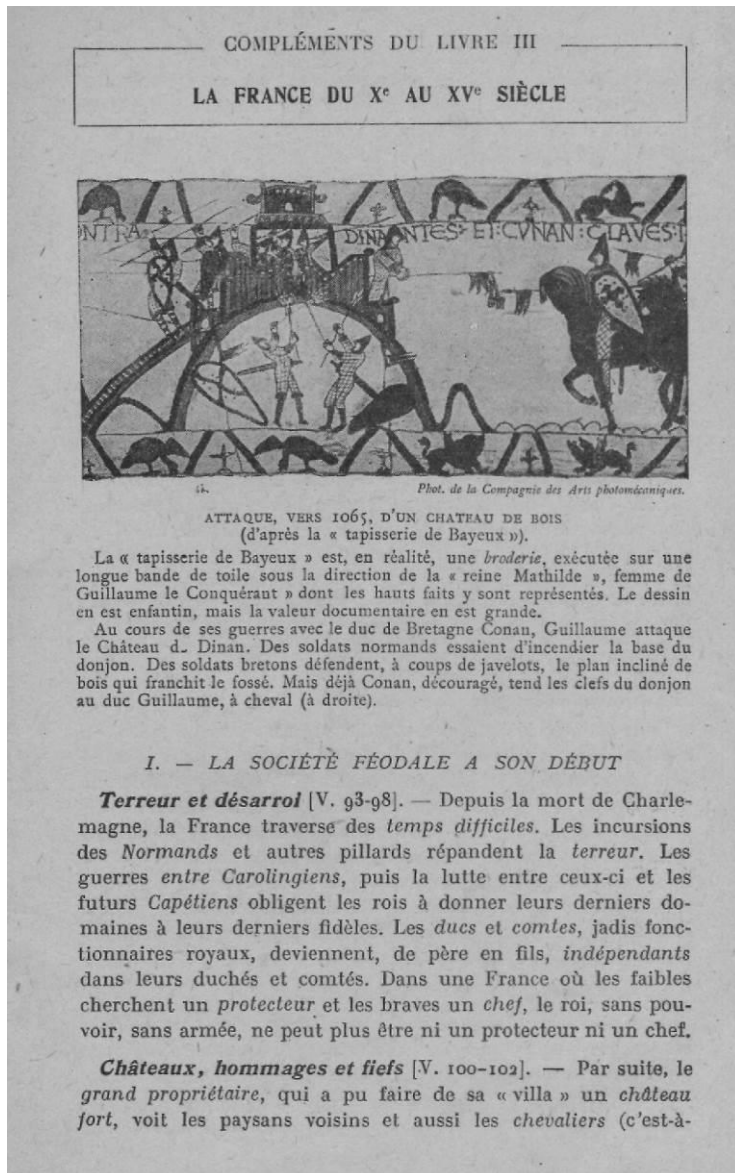 COMPLÉMENTS DU LIVRE III
LA FRANCE DU Xᵉ AU XVᵉ SIÈCLE
NTRA: DINANTES: ET: CVNAN: CLAVES:
Phot. de la Compagnie des Arts photomécaniques.
ATTAQUE, VERS 1065, D'UN CHATEAU DE BOIS
(d'après la « tapisserie de Bayeux »).
La « tapisserie de Bayeux » est, en réalité, une broderie, exécutée sur une
longue bande de toile sous la direction de la « reine Mathilde », femme de
Guillaume le Conquérant » dont les hauts faits y sont représentés. Le dessin
en est enfantin, mais la valeur documentaire en est grande.
Au cours de ses guerres avec le duc de Bretagne Conan, Guillaume attaque
le Château d Dinan. Des soldats normands essaient d'incendier la base du
donjon. Des soldats bretons défendent, à coups de javelots, le plan incliné de
bois qui franchit le fossé. Mais déjà Conan, découragé, tend les clefs du donjon
au duc Guillaume, à cheval (à droite).
I. — LA SOCIÉTÉ FÉODALE A SON DÉBUT
Terreur et désarroi [V. 93-98]. — Depuis la mort de Charle-
magne, la France traverse des temps difficiles. Les incursions
des Normands et autres pillards répandent la terreur. Les
guerres entre Carolingiens, puis la lutte entre ceux-ci et les
futurs Capétiens obligent les rois à donner leurs derniers do-
maines à leurs derniers fidèles. Les ducs et comtes, jadis fonc-
tionnaires royaux, deviennent, de père en fils, indépendants
dans leurs duchés et comtés. Dans une France où les faibles
cherchent un protecteur et les braves un chef, le roi, sans pou-
voir, sans armée, ne peut plus être ni un protecteur ni un chef.
Châteaux, hommages et fiefs [V. 100-102]. — Par suite, le
grand propriétaire, qui a pu faire de sa « villa » un château
fort, voit les paysans voisins et aussi les chevaliers (c'est-à-